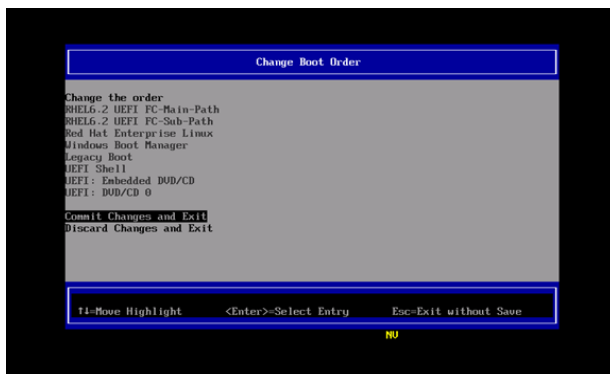 Change Boot Order
Change the order
RHEL6.2 UEFI FC-Main-Path
RHEL6.2 UEFI FC-Sub-Path
Red Hat Enterprise Linux
Windows Boot Manager
Legacy Boot
UEFI Shell
UEFI: Embedded DVD/CD
UEFI: DVD/CD 0
Commit Changes and Exit
Discard Changes and Exit
↑↓=Move Highlight <Enter>=Select Entry Esc=Exit without Save
NV